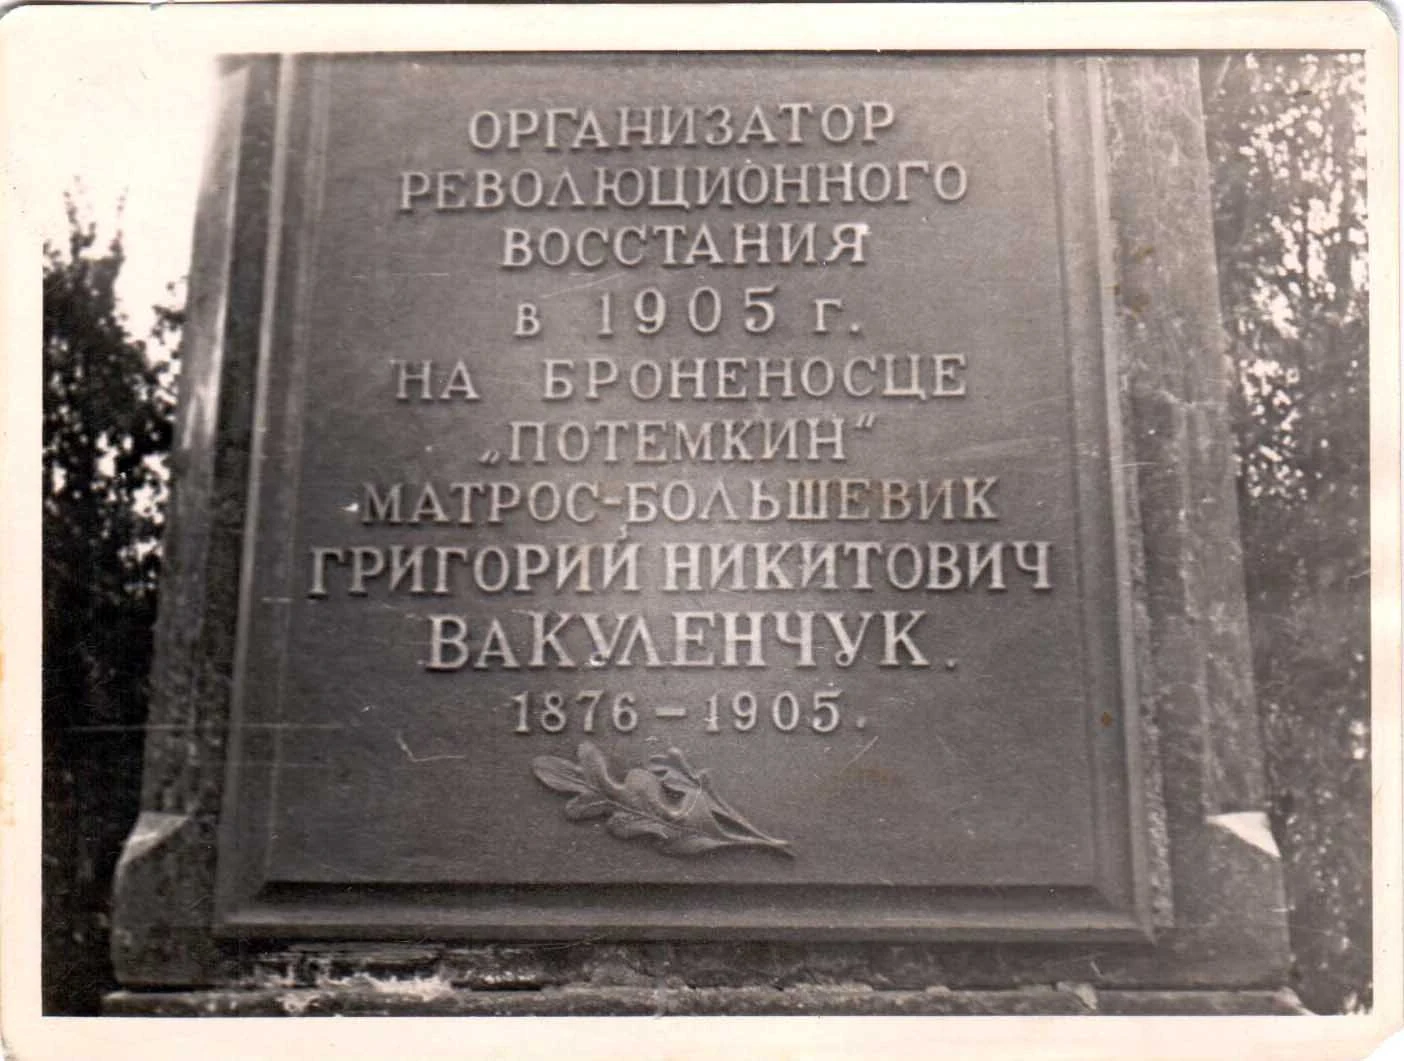 ОРГАНИЗАТОР
РЕВОЛЮЦИОННОГО
ВОССТАНИЯ
в 1905 г.
НА БРОНЕНОСЦЕ
„ПОТЕМКИН“
МАТРОС-БОЛЬШЕВИК
ГРИГОРИЙ НИКИТОВИЧ
ВАКУЛЕНЧУК.
1876 – 1905.